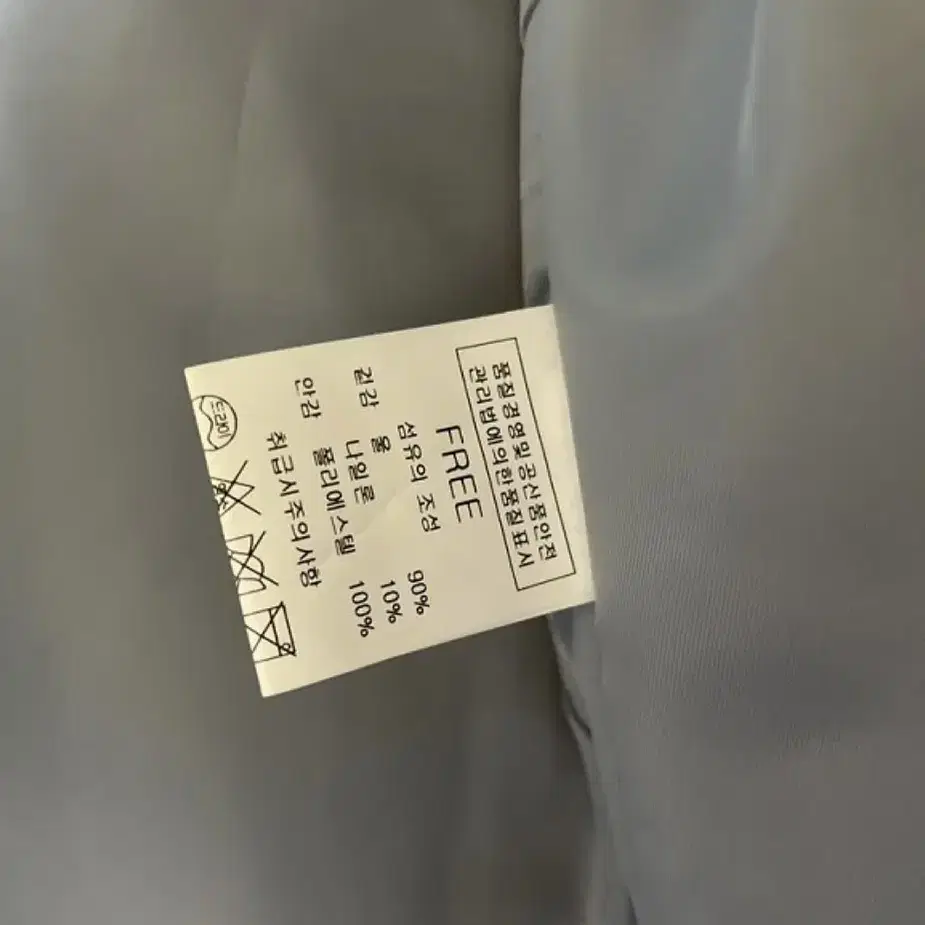 품질경영및 공산품안전
관리법에의한품질표시
FREE
섬유의 조성
겉감 울 90%
나일론 10%
안감 폴리에스텔 100%
취급시주의사항
드라이